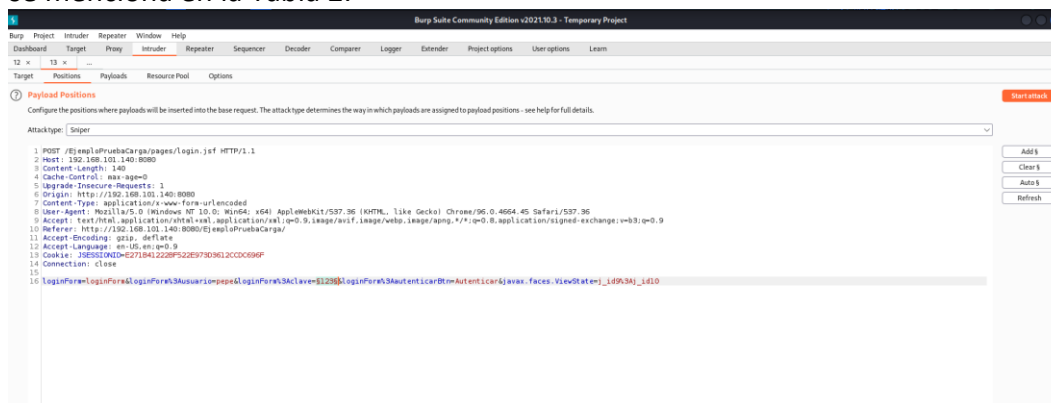 se menciona en la Tabla 2.
Burp Suite Community Edition v2021.10.3 - Temporary Project
Burp Project Intruder Repeater Window Help
Dashboard Target Proxy Intruder Repeater Sequencer Decoder Comparer Logger Extender Project options User options Learn
12 × 13 × ...
Target Positions Payloads Resource Pool Options
? Payload Positions
Start attack
Configure the positions where payloads will be inserted into the base request. The attack type determines the way in which payloads are assigned to payload positions - see help for full details.
Attack type: Sniper
Add §
Clear §
Auto §
Refresh
1 POST /EjemploPruebaCarga/pages/login.jsf HTTP/1.1
2 Host: 192.168.101.140:8080
3 Content-Length: 140
4 Cache-Control: max-age=0
5 Upgrade-Insecure-Requests: 1
6 Origin: http://192.168.101.140:8080
7 Content-Type: application/x-www-form-urlencoded
8 User-Agent: Mozilla/5.0 (Windows NT 10.0; Win64; x64) AppleWebKit/537.36 (KHTML, like Gecko) Chrome/96.0.4664.45 Safari/537.36
9 Accept: text/html,application/xhtml+xml,application/xml;q=0.9,image/avif,image/webp,image/apng,*/*;q=0.8,application/signed-exchange;v=b3;q=0.9
10 Referer: http://192.168.101.140:8080/EjemploPruebaCarga/
11 Accept-Encoding: gzip, deflate
12 Accept-Language: en-US,en;q=0.9
13 Cookie: JSESSIONID=E271841222BF522E973D3612CCDC696F
14 Connection: close
15
16 loginForm=loginForm&loginForm%3Ausuario=pepe&loginForm%3Aclave=§123§&loginForm%3AautenticarBtn=Autenticar&javax.faces.ViewState=j_id9%3Aj_id10